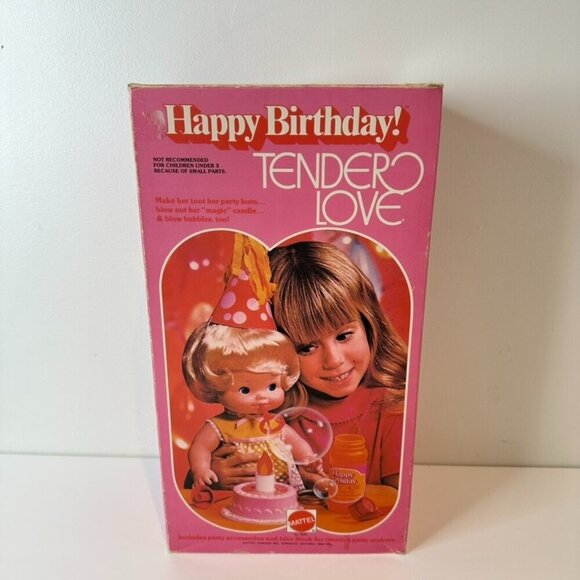 Happy Birthday!
NOT RECOMMENDED
FOR CHILDREN UNDER 3
BECAUSE OF SMALL PARTS.
TENDER
LOVE
Make her toot her party horn...
blow out her "magic" candle...
& blow bubbles, too!
Happy
Birthday
MATTEL
Includes party accessories and Idea Book for creative party makers.